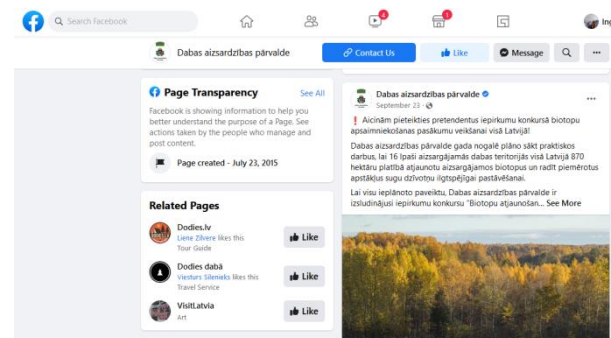 Search Facebook
4
1
Ing
Dabas aizsardzības pārvalde
Contact Us
Like
Message
Page Transparency
See All
Facebook is showing information to help you
better understand the purpose of a Page. See
actions taken by the people who manage and
post content.
Page created - July 23, 2015
Related Pages
Dodies.lv
Liene Zilvere likes this
Tour Guide
Like
Dodies dabā
Viesturs Silenieks likes this
Travel Service
Like
VisitLatvia
Art
Like
Dabas aizsardzības pārvalde
September 23
❗ Aicinām pieteikties pretendentus iepirkumu konkursā biotopu
apsaimniekošanas pasākumu veikšanai visā Latvijā!
Dabas aizsardzības pārvalde gada nogalē plāno sākt praktiskos
darbus, lai 16 īpaši aizsargājamās dabas teritorijās visā Latvijā 870
hektāru platībā atjaunotu aizsargājamos biotopus un radīt piemērotus
apstākļus sugu dzīvotņu ilgtspējīgai pastāvēšanai.
Lai visu ieplānoto paveiktu, Dabas aizsardzības pārvalde ir
izsludinājusi iepirkumu konkursu "Biotopu atjaunošan... See More